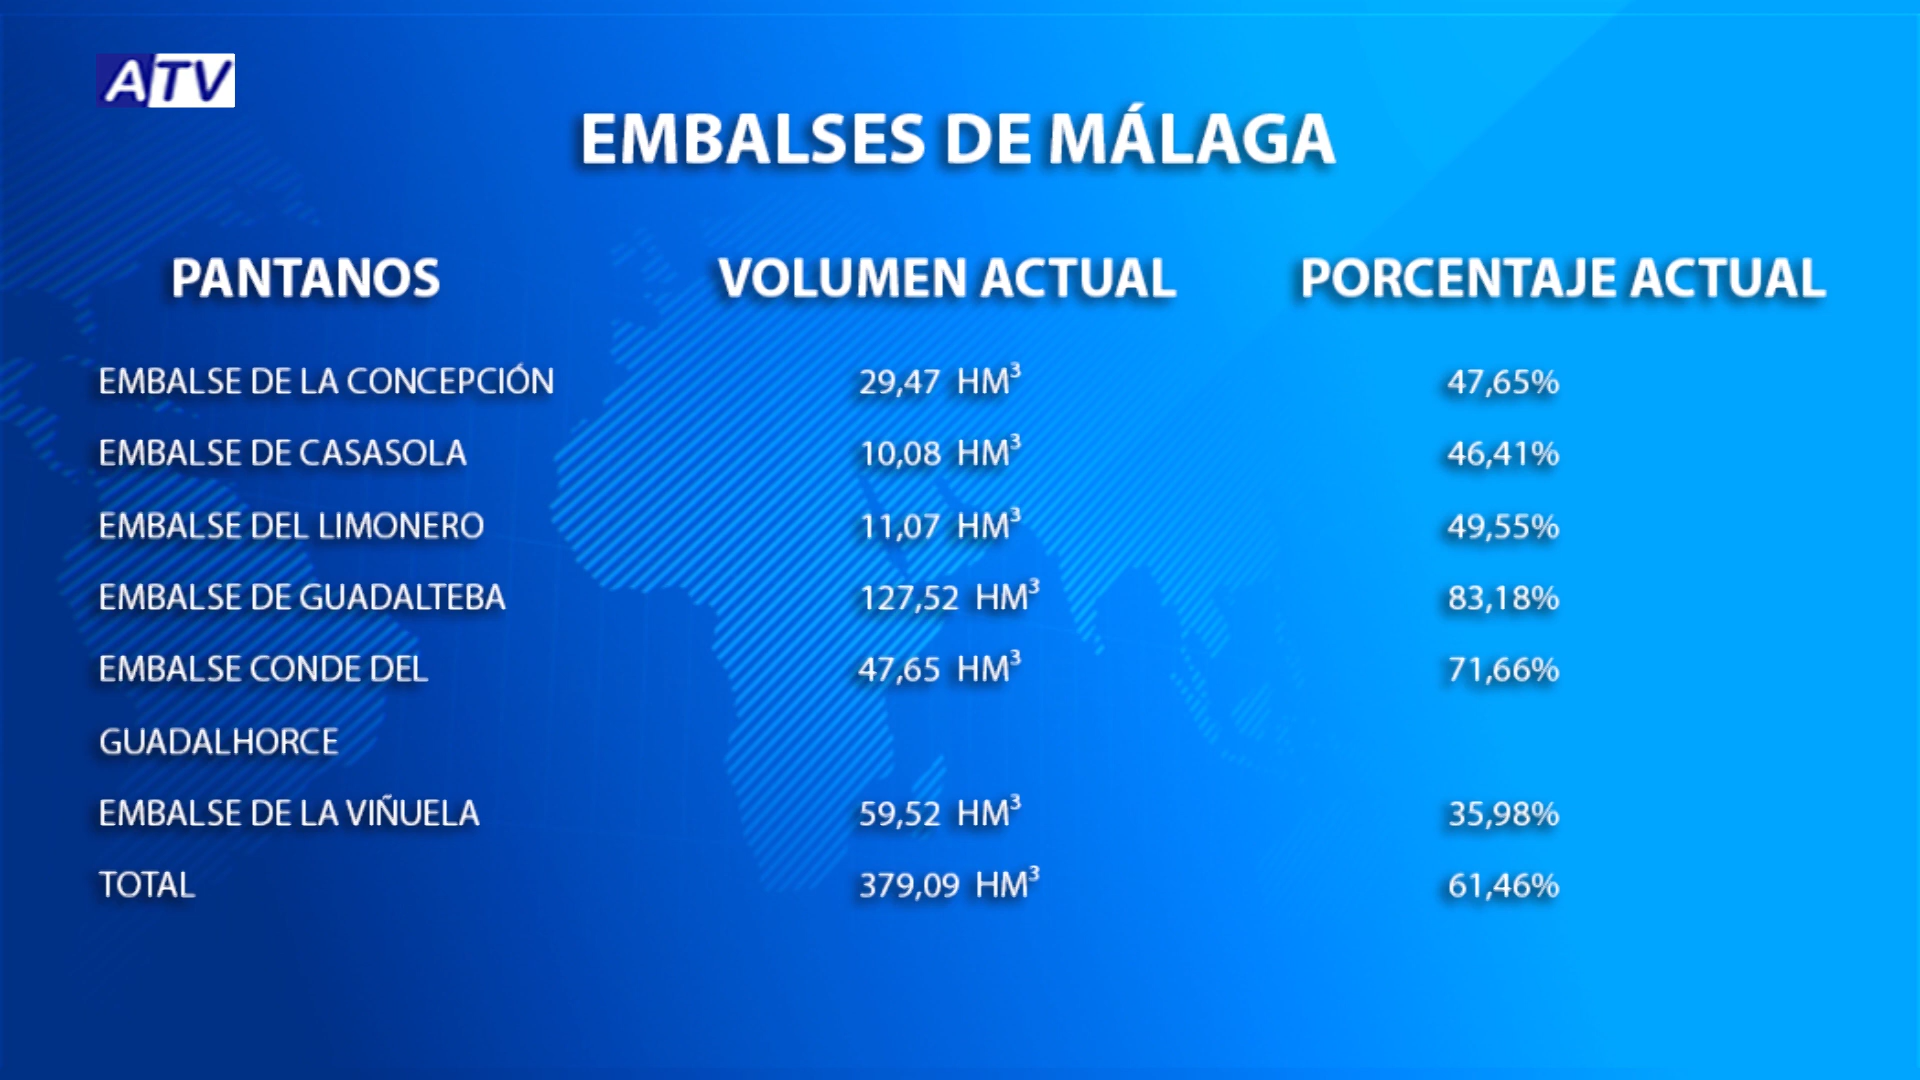 ATV
EMBALSES DE MÁLAGA
PANTANOS VOLUMEN ACTUAL PORCENTAJE ACTUAL
EMBALSE DE LA CONCEPCIÓN 29,47 HM³ 47,65%
EMBALSE DE CASASOLA 10,08 HM³ 46,41%
EMBALSE DEL LIMONERO 11,07 HM³ 49,55%
EMBALSE DE GUADALTEBA 127,52 HM³ 83,18%
EMBALSE CONDE DEL 47,65 HM³ 71,66%
GUADALHORCE
EMBALSE DE LA VIÑUELA 59,52 HM³ 35,98%
TOTAL 379,09 HM³ 61,46%